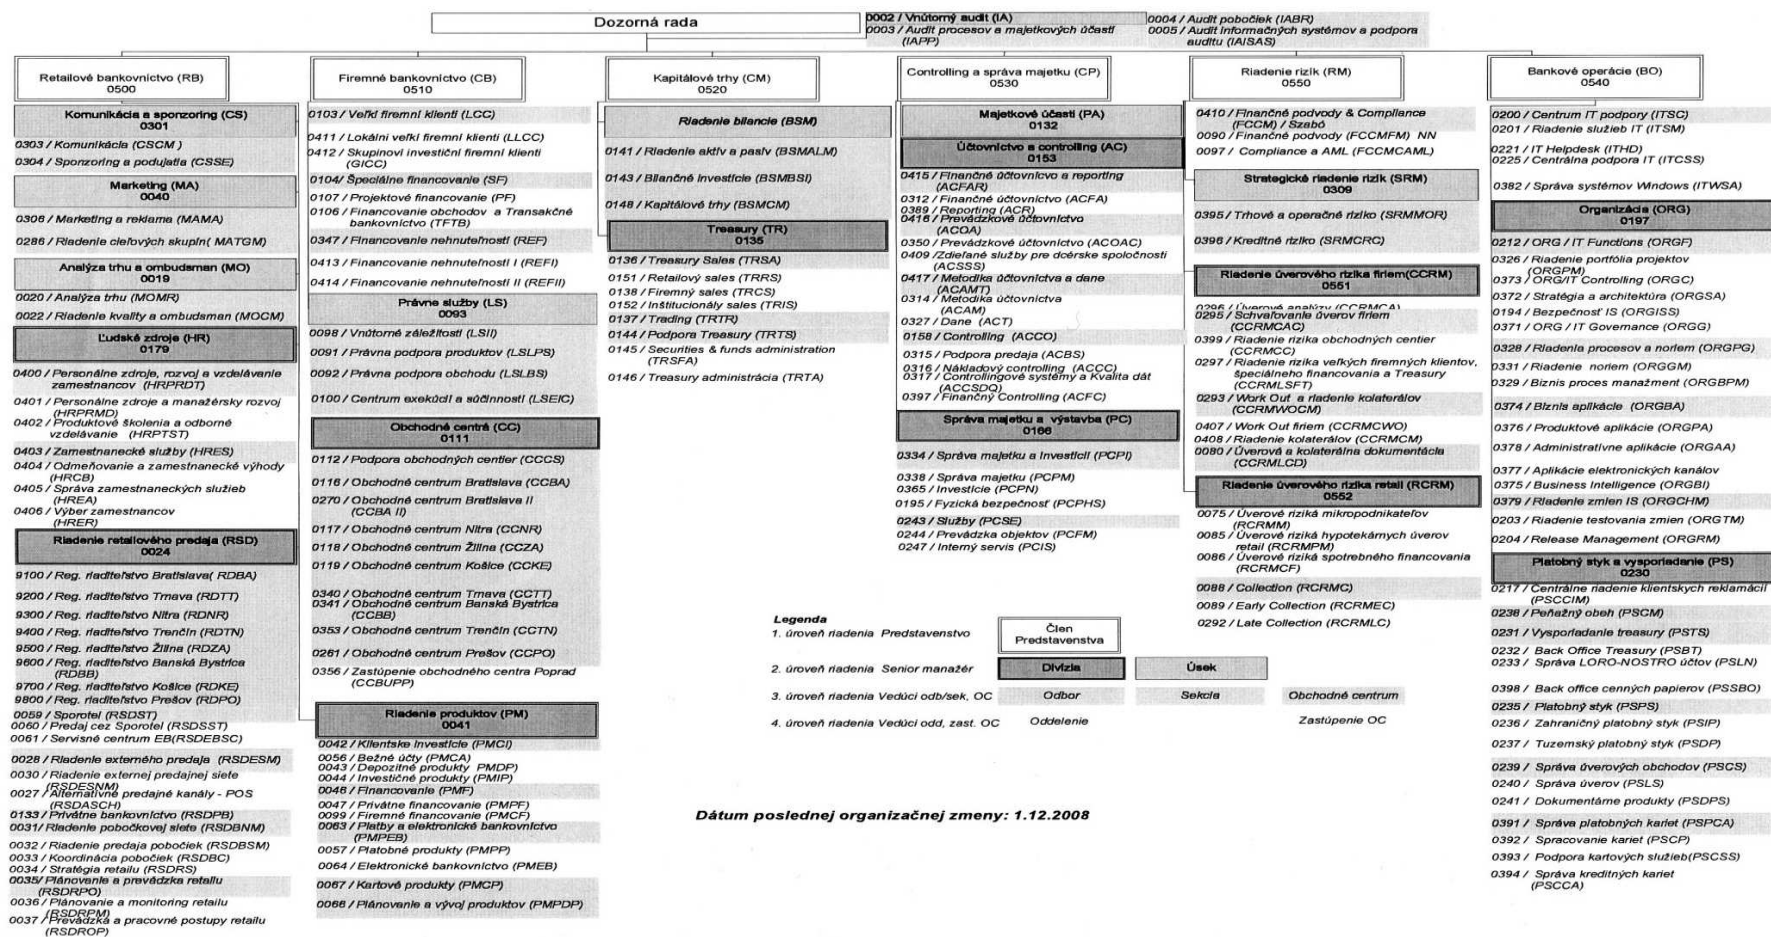 Dozorná rada
0002 / Vnútorný audit (IA)
0003 / Audit procesov a majetkových účastí
(IAPP)
0004 / Audit pobočiek (IABR)
0005 / Audit informačných systémov a podpora
auditu (IAISAS)
Retailové bankovníctvo (RB)
0500
Komunikácia a sponzoring (CS)
0301
0303 / Komunikácia (CSCM )
0304 / Sponzoring a podujatia (CSSE)
Marketing (MA)
0040
0306 / Marketing a reklama (MAMA)
0286 / Riadenie cieľových skupín( MATGM)
Analýza trhu a ombudsman (MO)
0019
0020 / Analýza trhu (MOMR)
0022 / Riadenie kvality a ombudsman (MOCM)
Ľudské zdroje (HR)
0179
0400 / Personálne zdroje, rozvoj a vzdelávanie
zamestnancov (HRPRDT)
0401 / Personálne zdroje a manažérsky rozvoj
(HRPRMD)
0402 / Produktové školenia a odborné
vzdelávanie (HRPTST)
0403 / Zamestnanecké služby (HRES)
0404 / Odmeňovanie a zamestnanecké výhody
(HRCB)
0405 / Správa zamestnaneckých služieb
(HREA)
0406 / Výber zamestnancov
(HRER)
Riadenie retailového predaja (RSD)
0024
9100 / Reg. riaditeľstvo Bratislava( RDBA)
9200 / Reg. riaditeľstvo Trnava (RDTT)
9300 / Reg. riaditeľstvo Nitra (RDNR)
9400 / Reg. riaditeľstvo Trenčín (RDTN)
9500 / Reg. riaditeľstvo Žilina (RDZA)
9600 / Reg. riaditeľstvo Banská Bystrica
(RDBB)
9700 / Reg. riaditeľstvo Košice (RDKE)
9800 / Reg. riaditeľstvo Prešov (RDPO)
0059 / Sporotel (RSDST)
0060 / Predaj cez Sporotel (RSDSST)
0061 / Servisné centrum EB(RSDEBSC)
0028 / Riadenie externého predaja (RSDESM)
0030 / Riadenie externej predajnej siete
(RSDESNM)
0027 / Alternatívne predajné kanály - POS
(RSDASCH)
0133 / Privátne bankovníctvo (RSDPB)
0031/ Riadenie pobočkovej siete (RSDBNM)
0032 / Riadenie predaja pobočiek (RSDBSM)
0033 / Koordinácia pobočiek (RSDBC)
0034 / Stratégia retailu (RSDRS)
0035/ Plánovanie a prevádzka retailu
(RSDRPO)
0036 / Plánovanie a monitoring retailu
(RSDRPM)
0037 / Prevádzka a pracovné postupy retailu
(RSDROP)
Firemné bankovníctvo (CB)
0510
0103 / Veľkí firemní klienti (LCC)
0411 / Lokálni veľkí firemní klienti (LLCC)
0412 / Skupinoví investiční firemní klienti
(GICC)
0104/ Špeciálne financovanie (SF)
0107 / Projektové financovanie (PF)
0106 / Financovanie obchodov a Transakčné
bankovníctvo (TFTB)
0347 / Financovanie nehnuteľností (REF)
0413 / Financovanie nehnuteľností I (REFI)
0414 / Financovanie nehnuteľností II (REFII)
Právne služby (LS)
0093
0098 / Vnútorné záležitosti (LSII)
0091 / Právna podpora produktov (LSLPS)
0092 / Právna podpora obchodu (LSLBS)
0100 / Centrum exekúcií a súčinností (LSEIC)
Obchodné centrá (CC)
0111
0112 / Podpora obchodných centier (CCCS)
0116 / Obchodné centrum Bratislava (CCBA)
0270 / Obchodné centrum Bratislava II
(CCBA II)
0117 / Obchodné centrum Nitra (CCNR)
0118 / Obchodné centrum Žilina (CCZA)
0119 / Obchodné centrum Košice (CCKE)
0340 / Obchodné centrum Trnava (CCTT)
0341 / Obchodné centrum Banská Bystrica
(CCBB)
0353 / Obchodné centrum Trenčín (CCTN)
0261 / Obchodné centrum Prešov (CCPO)
0356 / Zastúpenie obchodného centra Poprad
(CCBUPP)
Riadenie produktov (PM)
0041
0042 / Klientske investície (PMCI)
0056 / Bežné účty (PMCA)
0043 / Depozitné produkty PMDP)
0044 / Investičné produkty (PMIP)
0046 / Financovanie (PMF)
0047 / Privátne financovanie (PMPF)
0099 / Firemné financovanie (PMCF)
0063 / Platby a elektronické bankovníctvo
(PMPEB)
0057 / Platobné produkty (PMPP)
0064 / Elektronické bankovníctvo (PMEB)
0067 / Kartové produkty (PMCP)
0066 / Plánovanie a vývoj produktov (PMPDP)
Kapitálové trhy (CM)
0520
Riadenie bilancie (BSM)
0141 / Riadenie aktív a pasív (BSMALM)
0143 / Bilančné investície (BSMBSI)
0148 / Kapitálové trhy (BSMCM)
Treasury (TR)
0135
0136 / Treasury Sales (TRSA)
0151 / Retailový sales (TRRS)
0138 / Firemný sales (TRCS)
0152 / Inštitucionály sales (TRIS)
0137 / Trading (TRTR)
0144 / Podpora Treasury (TRTS)
0145 / Securities & funds administration
(TRSFA)
0146 / Treasury administrácia (TRTA)
Controlling a správa majetku (CP)
0530
Majetkové účasti (PA)
0132
Účtovníctvo a controlling (AC)
0153
0415 / Finančné účtovníctvo a reporting
(ACFAR)
0312 / Finančné účtovníctvo (ACFA)
0389 / Reporting (ACR)
0416 / Prevádzkové účtovníctvo
(ACOA)
0350 / Prevádzkové účtovníctvo (ACOAC)
0409 /Zdieľané služby pre dcérske spoločnosti
(ACSSS)
0417 / Metodika účtovníctva a dane
(ACAMT)
0314 / Metodika účtovníctva
(ACAM)
0327 / Dane (ACT)
0158 / Controlling (ACCO)
0315 / Podpora predaja (ACBS)
0316 / Nákladový controlling (ACCC)
0317 / Controllingové systémy a Kvalita dát
(ACCSDQ)
0397 / Finančný Controlling (ACFC)
Správa majetku a výstavba (PC)
0166
0334 / Správa majetku a Investícií (PCPI)
0338 / Správa majetku (PCPM)
0365 / Investície (PCPN)
0195 / Fyzická bezpečnosť (PCPHS)
0243 / Služby (PCSE)
0244 / Prevádzka objektov (PCFM)
0247 / Interný servis (PCIS)
Riadenie rizík (RM)
0550
0410 / Finančné podvody & Compliance
(FCCM) / Szabó
0090 / Finančné podvody (FCCMFM) NN
0097 / Compliance a AML (FCCMCAML)
Strategické riadenie rizík (SRM)
0309
0395 / Trhové a operačné riziko (SRMMOR)
0396 / Kreditné riziko (SRMCRC)
Riadenie úverového rizika firiem(CCRM)
0551
0296 / Úverové analýzy (CCRMCA)
0295 / Schvaľovanie úverov firiem
(CCRMCAC)
0399 / Riadenie rizika obchodných centier
(CCRMCC)
0297 / Riadenie rizika veľkých firemných klientov,
špeciálneho financovania a Treasury
(CCRMLSFT)
0293 / Work Out a riadenie kolaterálov
(CCRMWOCM)
0407 / Work Out firiem (CCRMCWO)
0408 / Riadenie kolaterálov (CCRMCM)
0080 / Úverová a kolaterálna dokumentácia
(CCRMLCD)
Riadenie úverového rizika retail (RCRM)
0552
0075 / Úverové riziká mikropodnikateľov
(RCRMM)
0085 / Úverové riziká hypotekárnych úverov
retail (RCRMPM)
0086 / Úverové riziká spotrebného financovania
(RCRMCF)
0088 / Collection (RCRMC)
0089 / Early Collection (RCRMEC)
0292 / Late Collection (RCRMLC)
Bankové operácie (BO)
0540
0200 / Centrum IT podpory (ITSC)
0201 / Riadenie služieb IT (ITSM)
0221 / IT Helpdesk (ITHD)
0225 / Centrálna podpora IT (ITCSS)
0382 / Správa systémov Windows (ITWSA)
Organizácia (ORG)
0197
0212 / ORG / IT Functions (ORGF)
0326 / Riadenie portfólia projektov
(ORGPM)
0373 / ORG/IT Controlling (ORGC)
0372 / Stratégia a architektúra (ORGSA)
0194 / Bezpečnosť IS (ORGISS)
0371 / ORG / IT Governance (ORGG)
0328 / Riadenia procesov a noriem (ORGPG)
0331 / Riadenie noriem (ORGGM)
0329 / Biznis proces manažment (ORGBPM)
0374 / Biznis aplikácie (ORGBA)
0376 / Produktové aplikácie (ORGPA)
0378 / Administratívne aplikácie (ORGAA)
0377 / Aplikácie elektronických kanálov
0375 / Business Intelligence (ORGBI)
0379 / Riadenie zmien IS (ORGCHM)
0203 / Riadenie testovania zmien (ORGTM)
0204 / Release Management (ORGRM)
Platobný styk a vysporiadanie (PS)
0230
0217 / Centrálne riadenie klientskych reklamácií
(PSCCIM)
0238 / Peňažný obeh (PSCM)
0231 / Vysporiadanie treasury (PSTS)
0232 / Back Office Treasury (PSBT)
0233 / Správa LORO-NOSTRO účtov (PSLN)
0398 / Back office cenných papierov (PSSBO)
0235 / Platobný styk (PSPS)
0236 / Zahraničný platobný styk (PSIP)
0237 / Tuzemský platobný styk (PSDP)
0239 / Správa úverových obchodov (PSCS)
0240 / Správa úverov (PSLS)
0241 / Dokumentárne produkty (PSDPS)
0391 / Správa platobných kariet (PSPCA)
0392 / Spracovanie kariet (PSCP)
0393 / Podpora kartových služieb(PSCSS)
0394 / Správa kreditných kariet
(PSCCA)
Legenda
1. úroveň riadenia Predstavenstvo
Člen
Predstavenstva
2. úroveň riadenia Senior manažér
Divízia
Úsek
3. úroveň riadenia Vedúci odb/sek, OC
Odbor
Sekcia
Obchodné centrum
4. úroveň riadenia Vedúci odd, zast. OC
Oddelenie
Zastúpenie OC
Dátum poslednej organizačnej zmeny: 1.12.2008